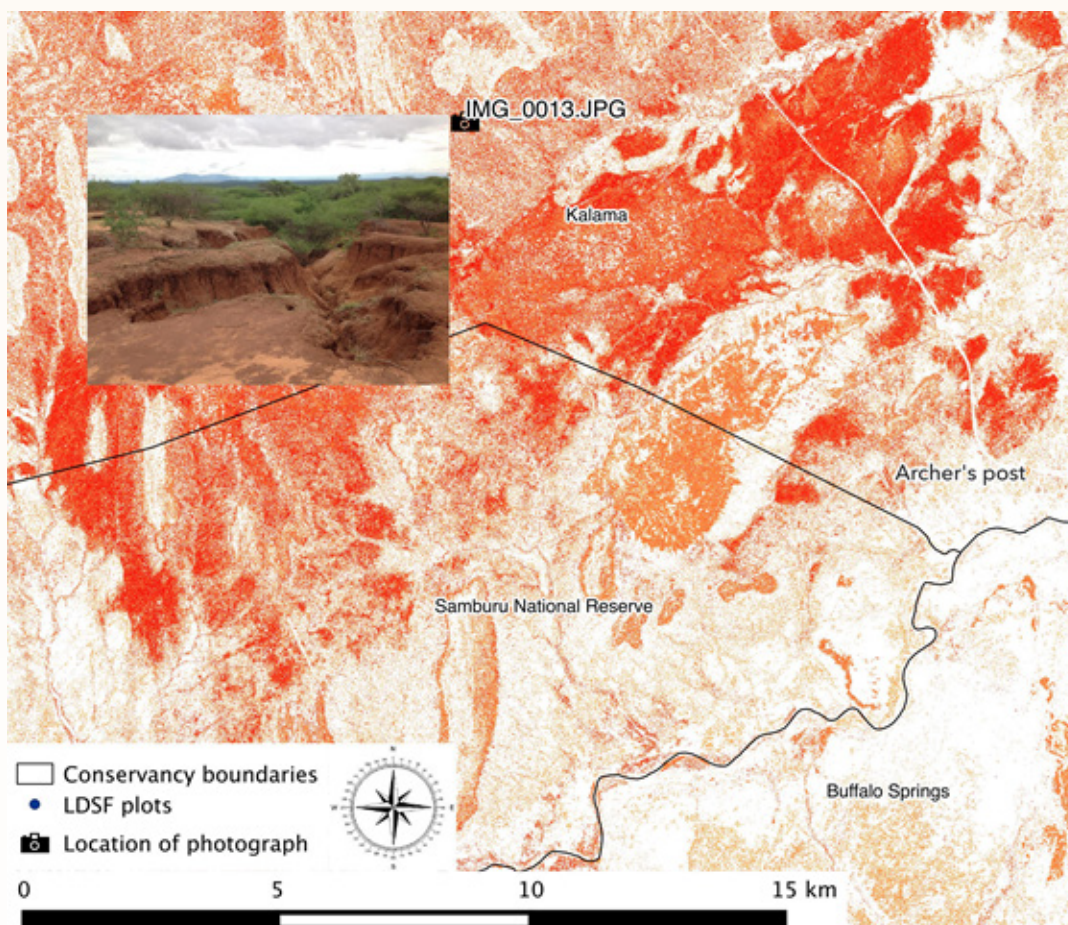 IMG_0013.JPG
Kalama
Archer's post
Samburu National Reserve
Buffalo Springs
Conservancy boundaries
LDSF plots
Location of photograph
N
W
E
S
0 5 10 15 km